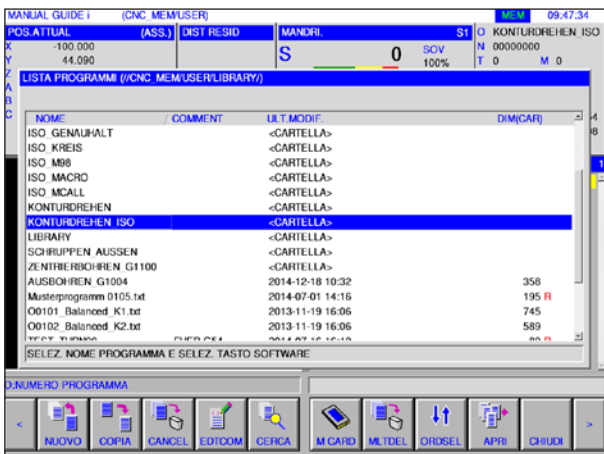 MANUAL GUIDE i (CNC_MEM/USER) MEM 09:47:34
POS.ATTUAL (ASS.) DIST RESID MANDRI. S1 O KONTURDREHEN_ISO
X -100.000 S 0 SOV 100% N 00000000
Y 44.090 T 0 M 0
Z
A
B
C
LISTA PROGRAMMI (//CNC_MEM/USER/LIBRARY/)
NOME / COMMENT ULT.MODIF. DIM(CAR)
ISO_GENAUHALT <CARTELLA>
ISO_KREIS <CARTELLA>
ISO_M98 <CARTELLA>
ISO_MACRO <CARTELLA>
ISO_MCALL <CARTELLA>
KONTURDREHEN <CARTELLA>
KONTURDREHEN_ISO <CARTELLA>
LIBRARY <CARTELLA>
SCHRUPPEN_AUSSEN <CARTELLA>
ZENTRIERBOHREN_G1100 <CARTELLA>
AUSBOHREN_G1004 2014-12-18 10:32 358
Musterprogramm 0105.txt 2014-07-01 14:16 195 R
O0101_Balanced_K1.txt 2013-11-19 16:06 745
O0102_Balanced_K2.txt 2013-11-19 16:06 589
SELEZ. NOME PROGRAMMA E SELEZ. TASTO SOFTWARE
O:NUMERO PROGRAMMA
< NUOVO COPIA CANCEL EDTCOM CERCA M CARD MLTDEL ORDSEL APRI CHIUDI >